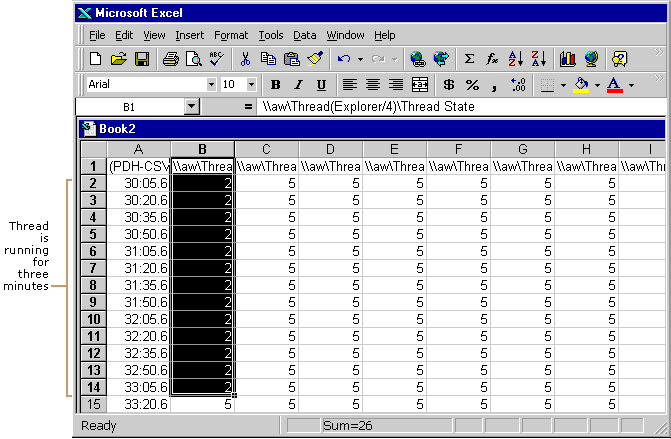 Microsoft Excel
File Edit View Insert Format Tools Data Window Help
Arial 10 B I U $ % , .00
B1 = \\aw\Thread(Explorer/4)\Thread State
Book2
A B C D E F G H I
1 (PDH-CSV \\aw\Threa \\aw\Threa \\aw\Threa \\aw\Threa \\aw\Threa \\aw\Threa \\aw\Threa \\aw\Threa
2 30:05.6 2 5 5 5 5 5 5
3 30:20.6 2 5 5 5 5 5 5
4 30:35.6 2 5 5 5 5 5 5
5 30:50.6 2 5 5 5 5 5 5
6 31:05.6 2 5 5 5 5 5 5
7 31:20.6 2 5 5 5 5 5 5
8 31:35.6 2 5 5 5 5 5 5
9 31:50.6 2 5 5 5 5 5 5
10 32:05.6 2 5 5 5 5 5 5
11 32:20.6 2 5 5 5 5 5 5
12 32:35.6 2 5 5 5 5 5 5
13 32:50.6 2 5 5 5 5 5 5
14 33:05.6 2 5 5 5 5 5 5
15 33:20.6 5 5 5 5 5 5 5
Ready Sum=26
Thread
is
running
for
three
minutes